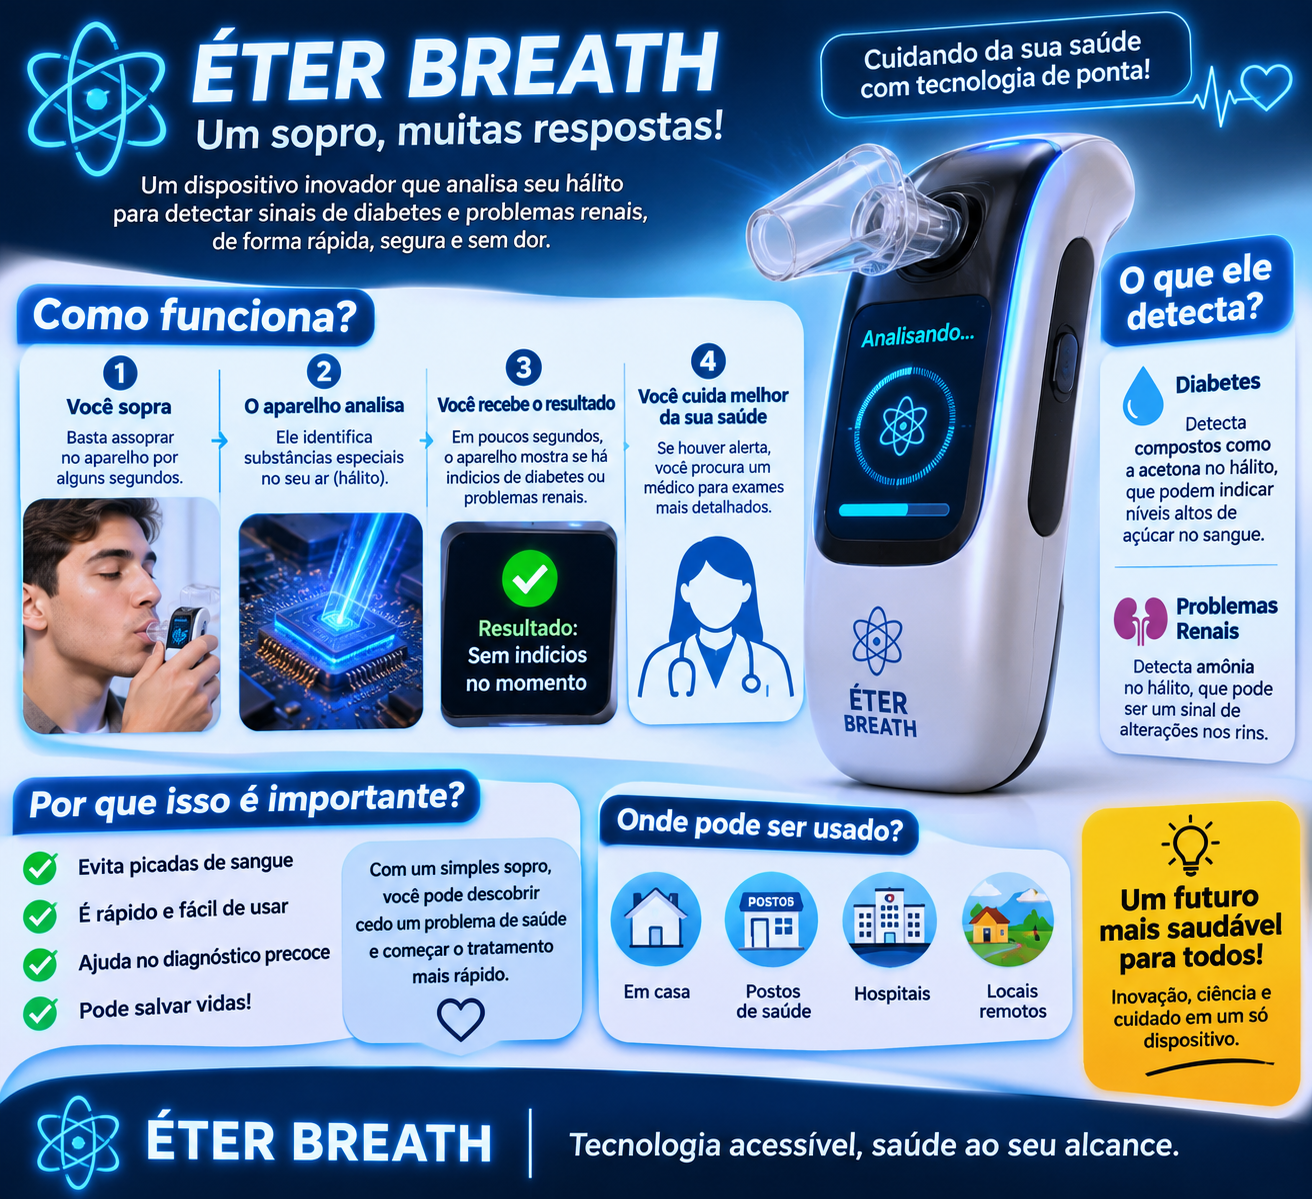 ÉTER BREATH
Um sopro, muitas respostas!
Um dispositivo inovador que analisa seu hálito
para detectar sinais de diabetes e problemas renais,
de forma rápida, segura e sem dor.
Cuidando da sua saúde
com tecnologia de ponta!
Como funciona?
1
Você sopra
Basta assoprar
no aparelho por
alguns segundos.
2
O aparelho analisa
Ele identifica
substâncias especiais
no seu ar (hálito).
3
Você recebe o resultado
Em poucos segundos,
o aparelho mostra se há
indicios de diabetes ou
problemas renais.
Resultado:
Sem indicios
no momento
4
Você cuida melhor
da sua saúde
Se houver alerta,
você procura um
médico para exames
mais detalhados.
Analisando...
ÉTER
BREATH
O que ele
detecta?
Diabetes
Detecta
compostos como
a acetona no hálito,
que podem indicar
níveis altos de
açúcar no sangue.
Problemas
Renais
Detecta amônia
no hálito, que pode
ser um sinal de
alterações nos rins.
Por que isso é importante?
Evita picadas de sangue
É rápido e fácil de usar
Ajuda no diagnóstico precoce
Pode salvar vidas!
Com um simples sopro,
você pode descobrir
cedo um problema de saúde
e começar o tratamento
mais rápido.
Onde pode ser usado?
Em casa
POSTOS
Postos
de saúde
Hospitais
Locais
remotos
Um futuro
mais saudável
para todos!
Inovação, ciência e
cuidado em um só
dispositivo.
ÉTER BREATH
Tecnologia acessível, saúde ao seu alcance.